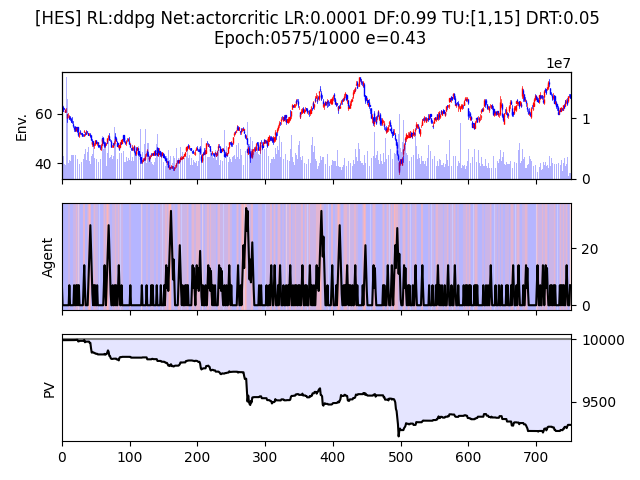 [HES] RL:ddpg Net:actorcritic LR:0.0001 DF:0.99 TU:[1,15] DRT:0.05
Epoch:0575/1000 e=0.43
1e7
Env.
60
40
1
0
Agent
20
0
PV
10000
9500
0 100 200 300 400 500 600 700